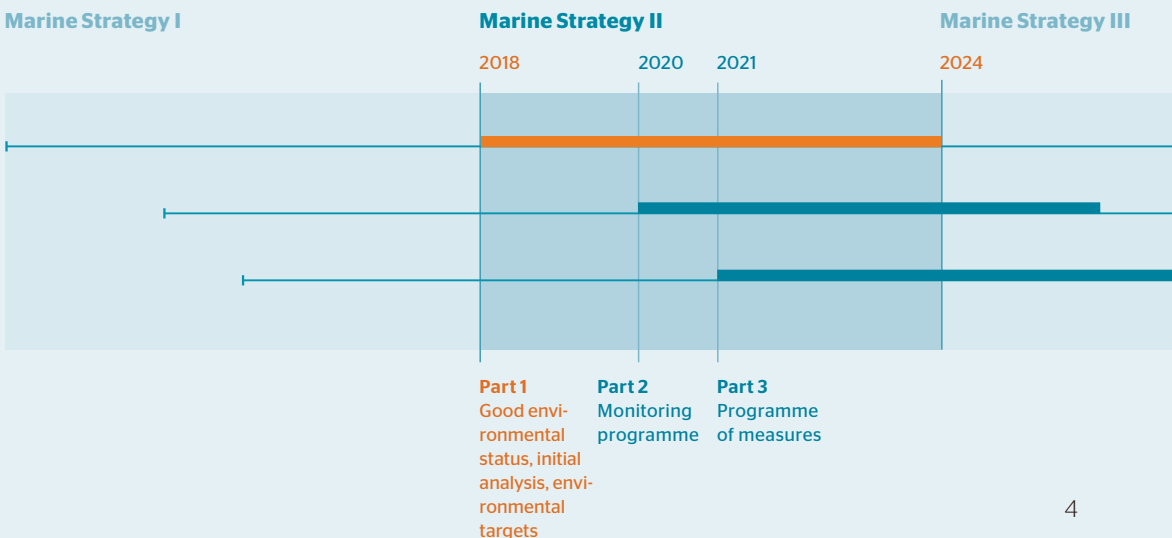 Marine Strategy I
Marine Strategy II
Marine Strategy III
2018
2020
2021
2024
Part 1
Good envi-
ronmental
status, initial
analysis, envi-
ronmental
targets
Part 2
Monitoring
programme
Part 3
Programme
of measures
4